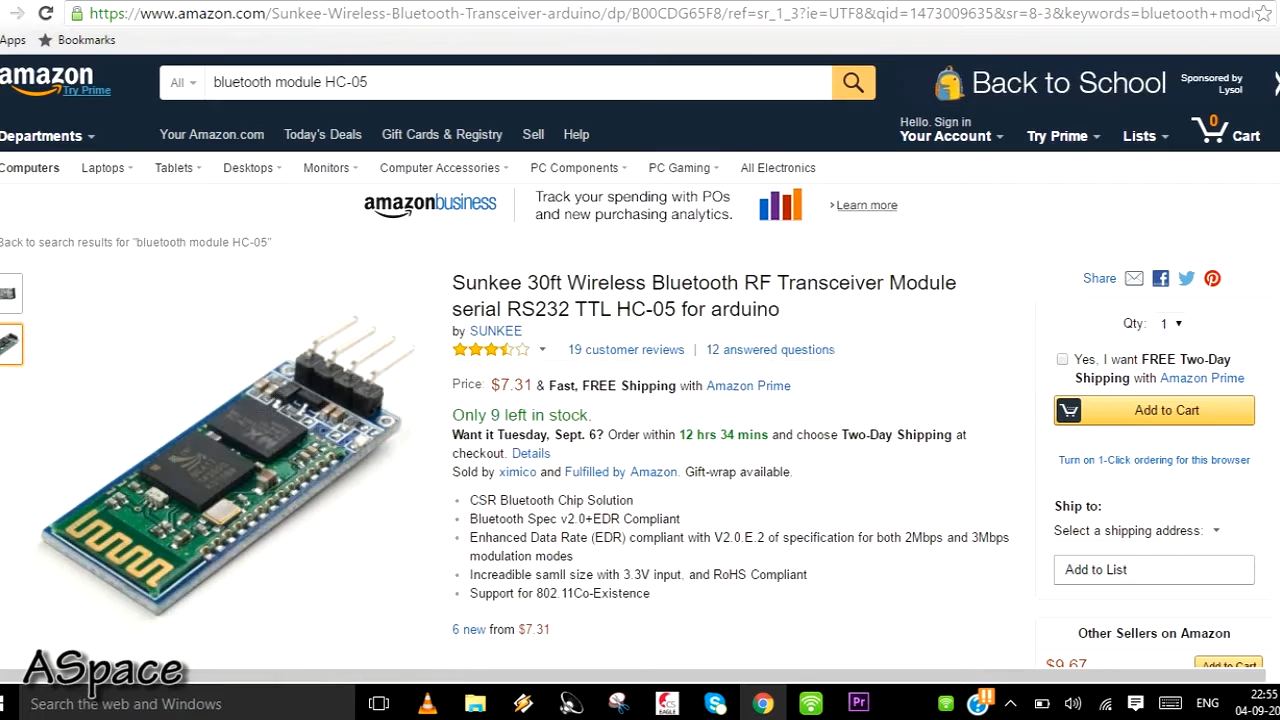 https://www.amazon.com/Sunkee-Wireless-Bluetooth-Transceiver-arduino/dp/B00CDG65F8/ref=sr_1_3?ie=UTF8&qid=1473009635&sr=8-3&keywords=bluetooth+modu
Apps Bookmarks
amazon
Try Prime
All
bluetooth module HC-05
Back to School
Sponsored by
Lysol
Departments
Your Amazon.com Today's Deals Gift Cards & Registry Sell Help
Hello. Sign in
Your Account
Try Prime
Lists
0
Cart
Computers Laptops Tablets Desktops Monitors Computer Accessories PC Components PC Gaming All Electronics
amazonbusiness
Track your spending with POs
and new purchasing analytics.
› Learn more
Back to search results for "bluetooth module HC-05"
Sunkee 30ft Wireless Bluetooth RF Transceiver Module
serial RS232 TTL HC-05 for arduino
by SUNKEE
19 customer reviews | 12 answered questions
Price: $7.31 & Fast, FREE Shipping with Amazon Prime
Only 9 left in stock.
Want it Tuesday, Sept. 6? Order within 12 hrs 34 mins and choose Two-Day Shipping at
checkout. Details
Sold by ximico and Fulfilled by Amazon. Gift-wrap available.
• CSR Bluetooth Chip Solution
• Bluetooth Spec v2.0+EDR Compliant
• Enhanced Data Rate (EDR) compliant with V2.0.E.2 of specification for both 2Mbps and 3Mbps
modulation modes
• Increadible samll size with 3.3V input, and RoHS Compliant
• Support for 802.11Co-Existence
6 new from $7.31
Share
Qty: 1
Yes, I want FREE Two-Day
Shipping with Amazon Prime
Add to Cart
Turn on 1-Click ordering for this browser
Ship to:
Select a shipping address:
Add to List
Other Sellers on Amazon
$9.67
Add to Cart
ASpace
Search the web and Windows
EAGLE
Pr
ENG
22:55
04-09-20